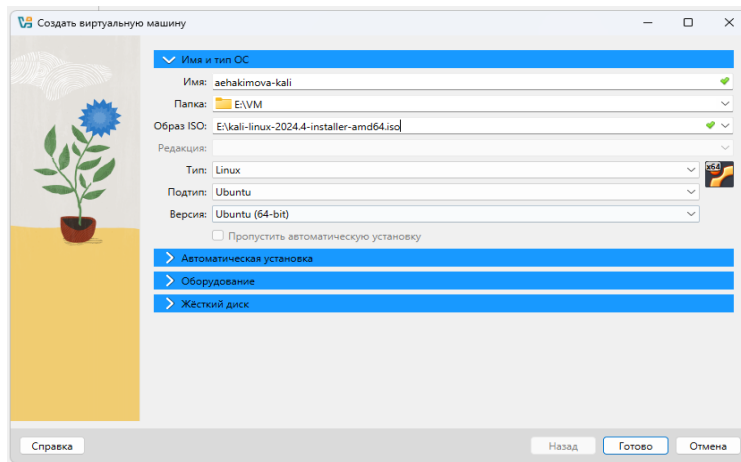 Создать виртуальную машину
Имя и тип ОС
Имя: aehakimova-kali
Папка: E:\VM
Образ ISO: E:\kali-linux-2024.4-installer-amd64.iso
Редакция:
Тип: Linux
x64
Подтип: Ubuntu
Версия: Ubuntu (64-bit)
Пропустить автоматическую установку
Автоматическая установка
Оборудование
Жёсткий диск
Справка Назад Готово Отмена